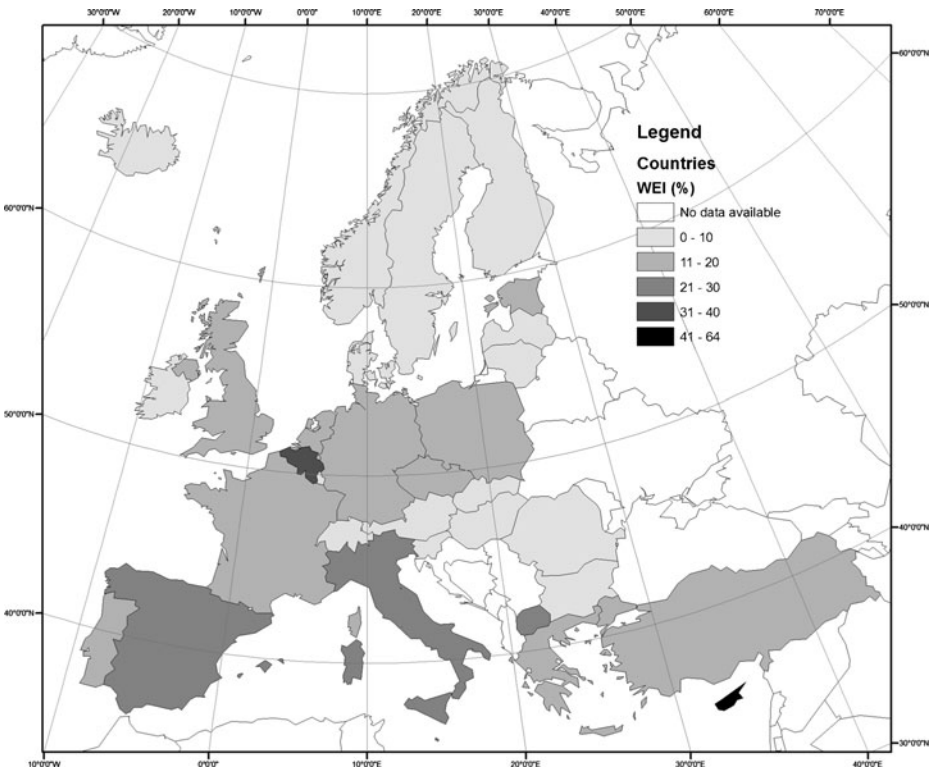 30°0'0"W 20°0'0"W 10°0'0"W 0°0'0" 10°0'0"E 20°0'0"E 30°0'0"E 40°0'0"E 50°0'0"E 60°0'0"E 70°0'0"E
60°0'0"N
Legend
Countries
WEI (%)
No data available
0 - 10
11 - 20
21 - 30
31 - 40
41 - 64
60°0'0"N
50°0'0"N
50°0'0"N
40°0'0"N
40°0'0"N
30°0'0"N
10°0'0"W 0°0'0" 10°0'0"E 20°0'0"E 30°0'0"E 40°0'0"E